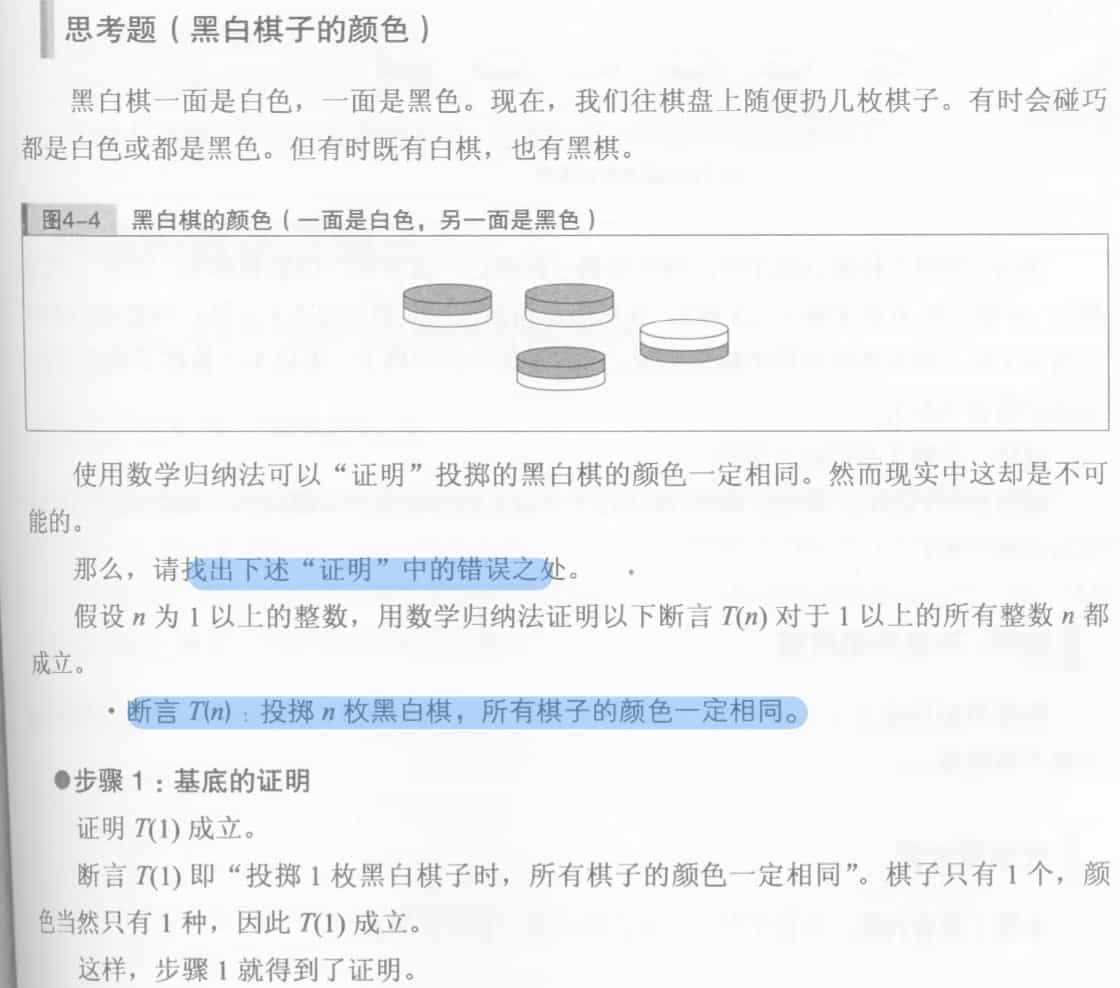 思考题（黑白棋子的颜色）
黑白棋一面是白色，一面是黑色。现在，我们往棋盘上随便扔几枚棋子。有时会碰巧
都是白色或都是黑色。但有时既有白棋，也有黑棋。
图4-4 黑白棋的颜色（一面是白色，另一面是黑色）
使用数学归纳法可以“证明”投掷的黑白棋的颜色一定相同。然而现实中这却是不可
能的。
那么，请找出下述“证明”中的错误之处。
假设 n 为 1 以上的整数，用数学归纳法证明以下断言 T(n) 对于 1 以上的所有整数 n 都
成立。
·断言 T(n)：投掷 n 枚黑白棋，所有棋子的颜色一定相同。
●步骤 1：基底的证明
证明 T(1) 成立。
断言 T(1) 即“投掷 1 枚黑白棋子时，所有棋子的颜色一定相同”。棋子只有 1 个，颜
色当然只有 1 种，因此 T(1) 成立。
这样，步骤 1 就得到了证明。